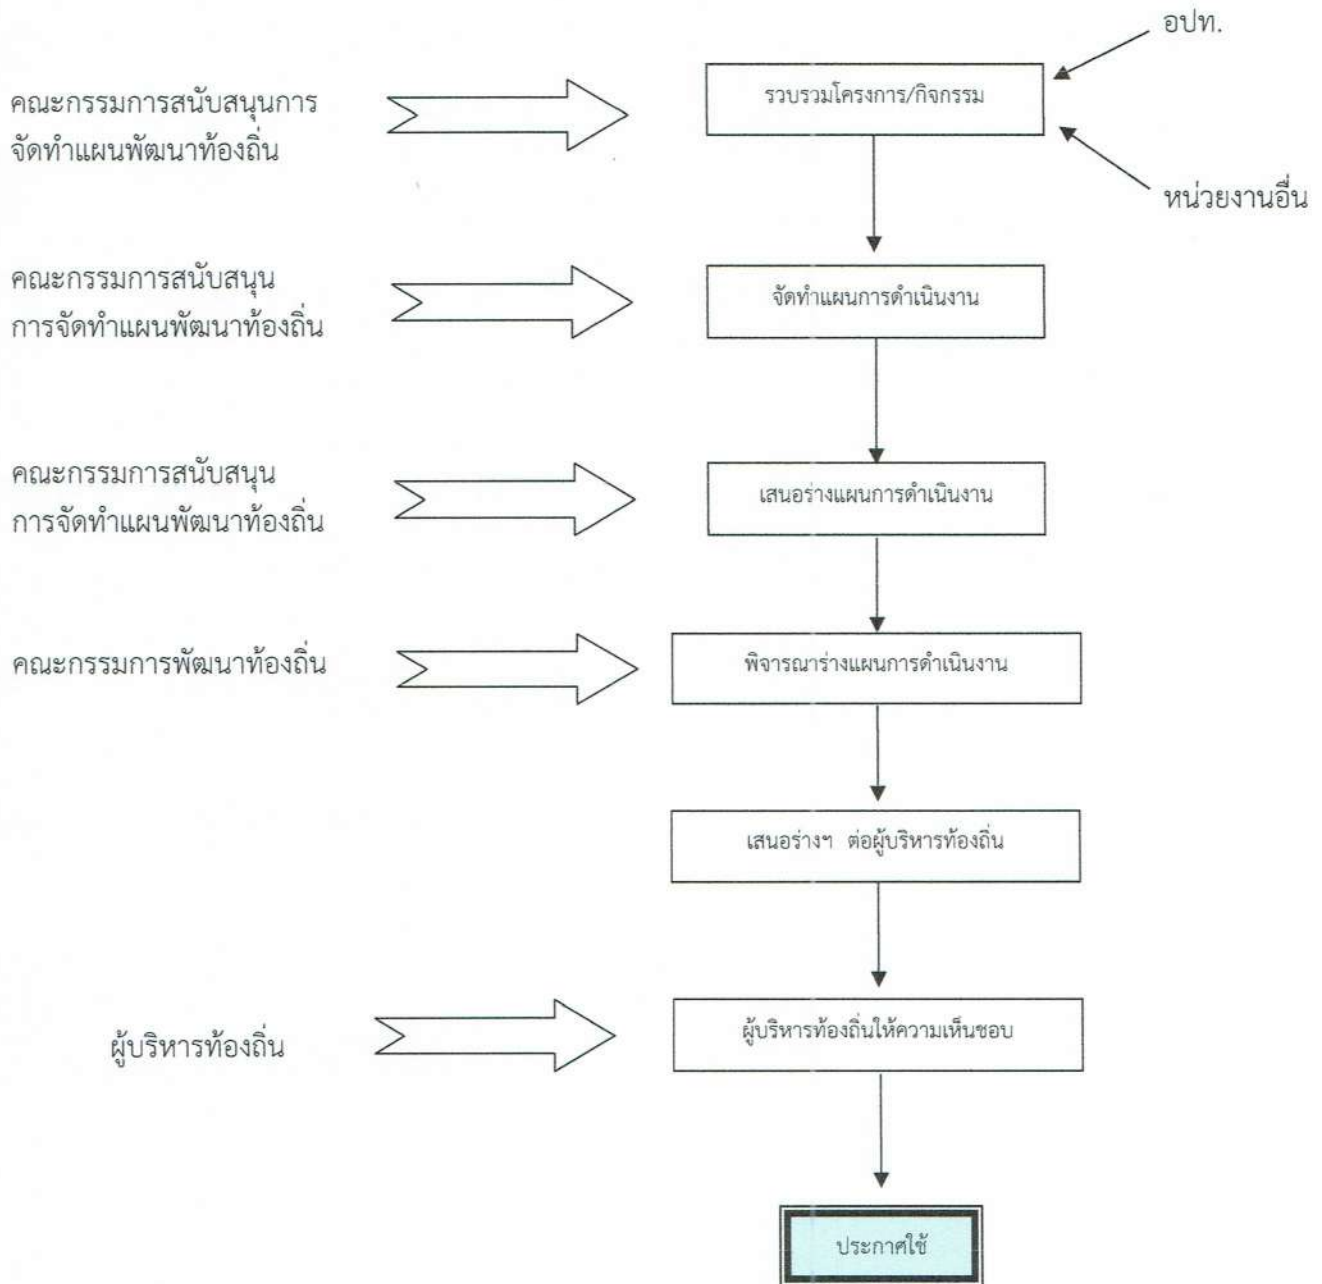 อปท.
คณะกรรมการสนับสนุนการ
จัดทำแผนพัฒนาท้องถิ่น
รวบรวมโครงการ/กิจกรรม
หน่วยงานอื่น
คณะกรรมการสนับสนุน
การจัดทำแผนพัฒนาท้องถิ่น
จัดทำแผนการดำเนินงาน
คณะกรรมการสนับสนุน
การจัดทำแผนพัฒนาท้องถิ่น
เสนอร่างแผนการดำเนินงาน
คณะกรรมการพัฒนาท้องถิ่น
พิจารณาร่างแผนการดำเนินงาน
เสนอร่างฯ ต่อผู้บริหารท้องถิ่น
ผู้บริหารท้องถิ่น
ผู้บริหารท้องถิ่นให้ความเห็นชอบ
ประกาศใช้